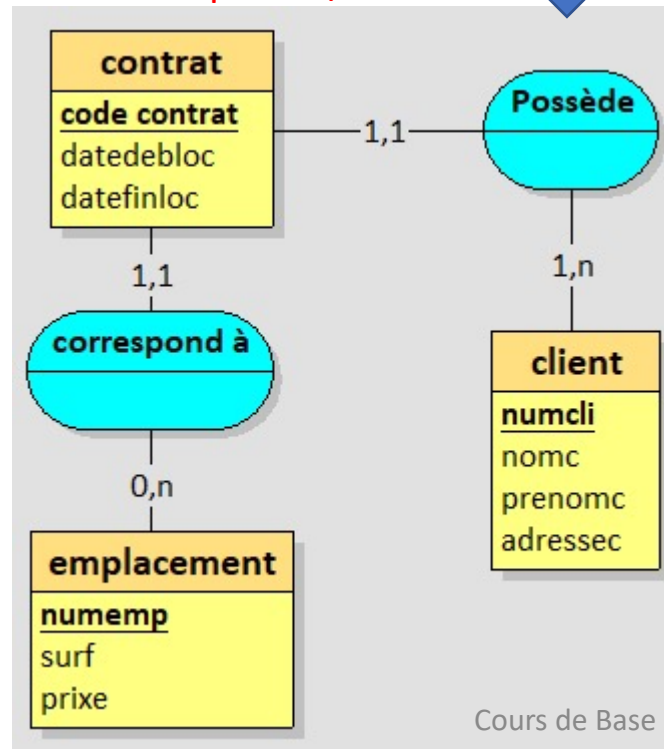 contrat
code contrat
datedebloc
datefinloc
1,1
Possède
1,1
1,n
correspond à
client
numcli
nomc
prenomc
adressec
0,n
emplacement
numemp
surf
prixe
Cours de Base